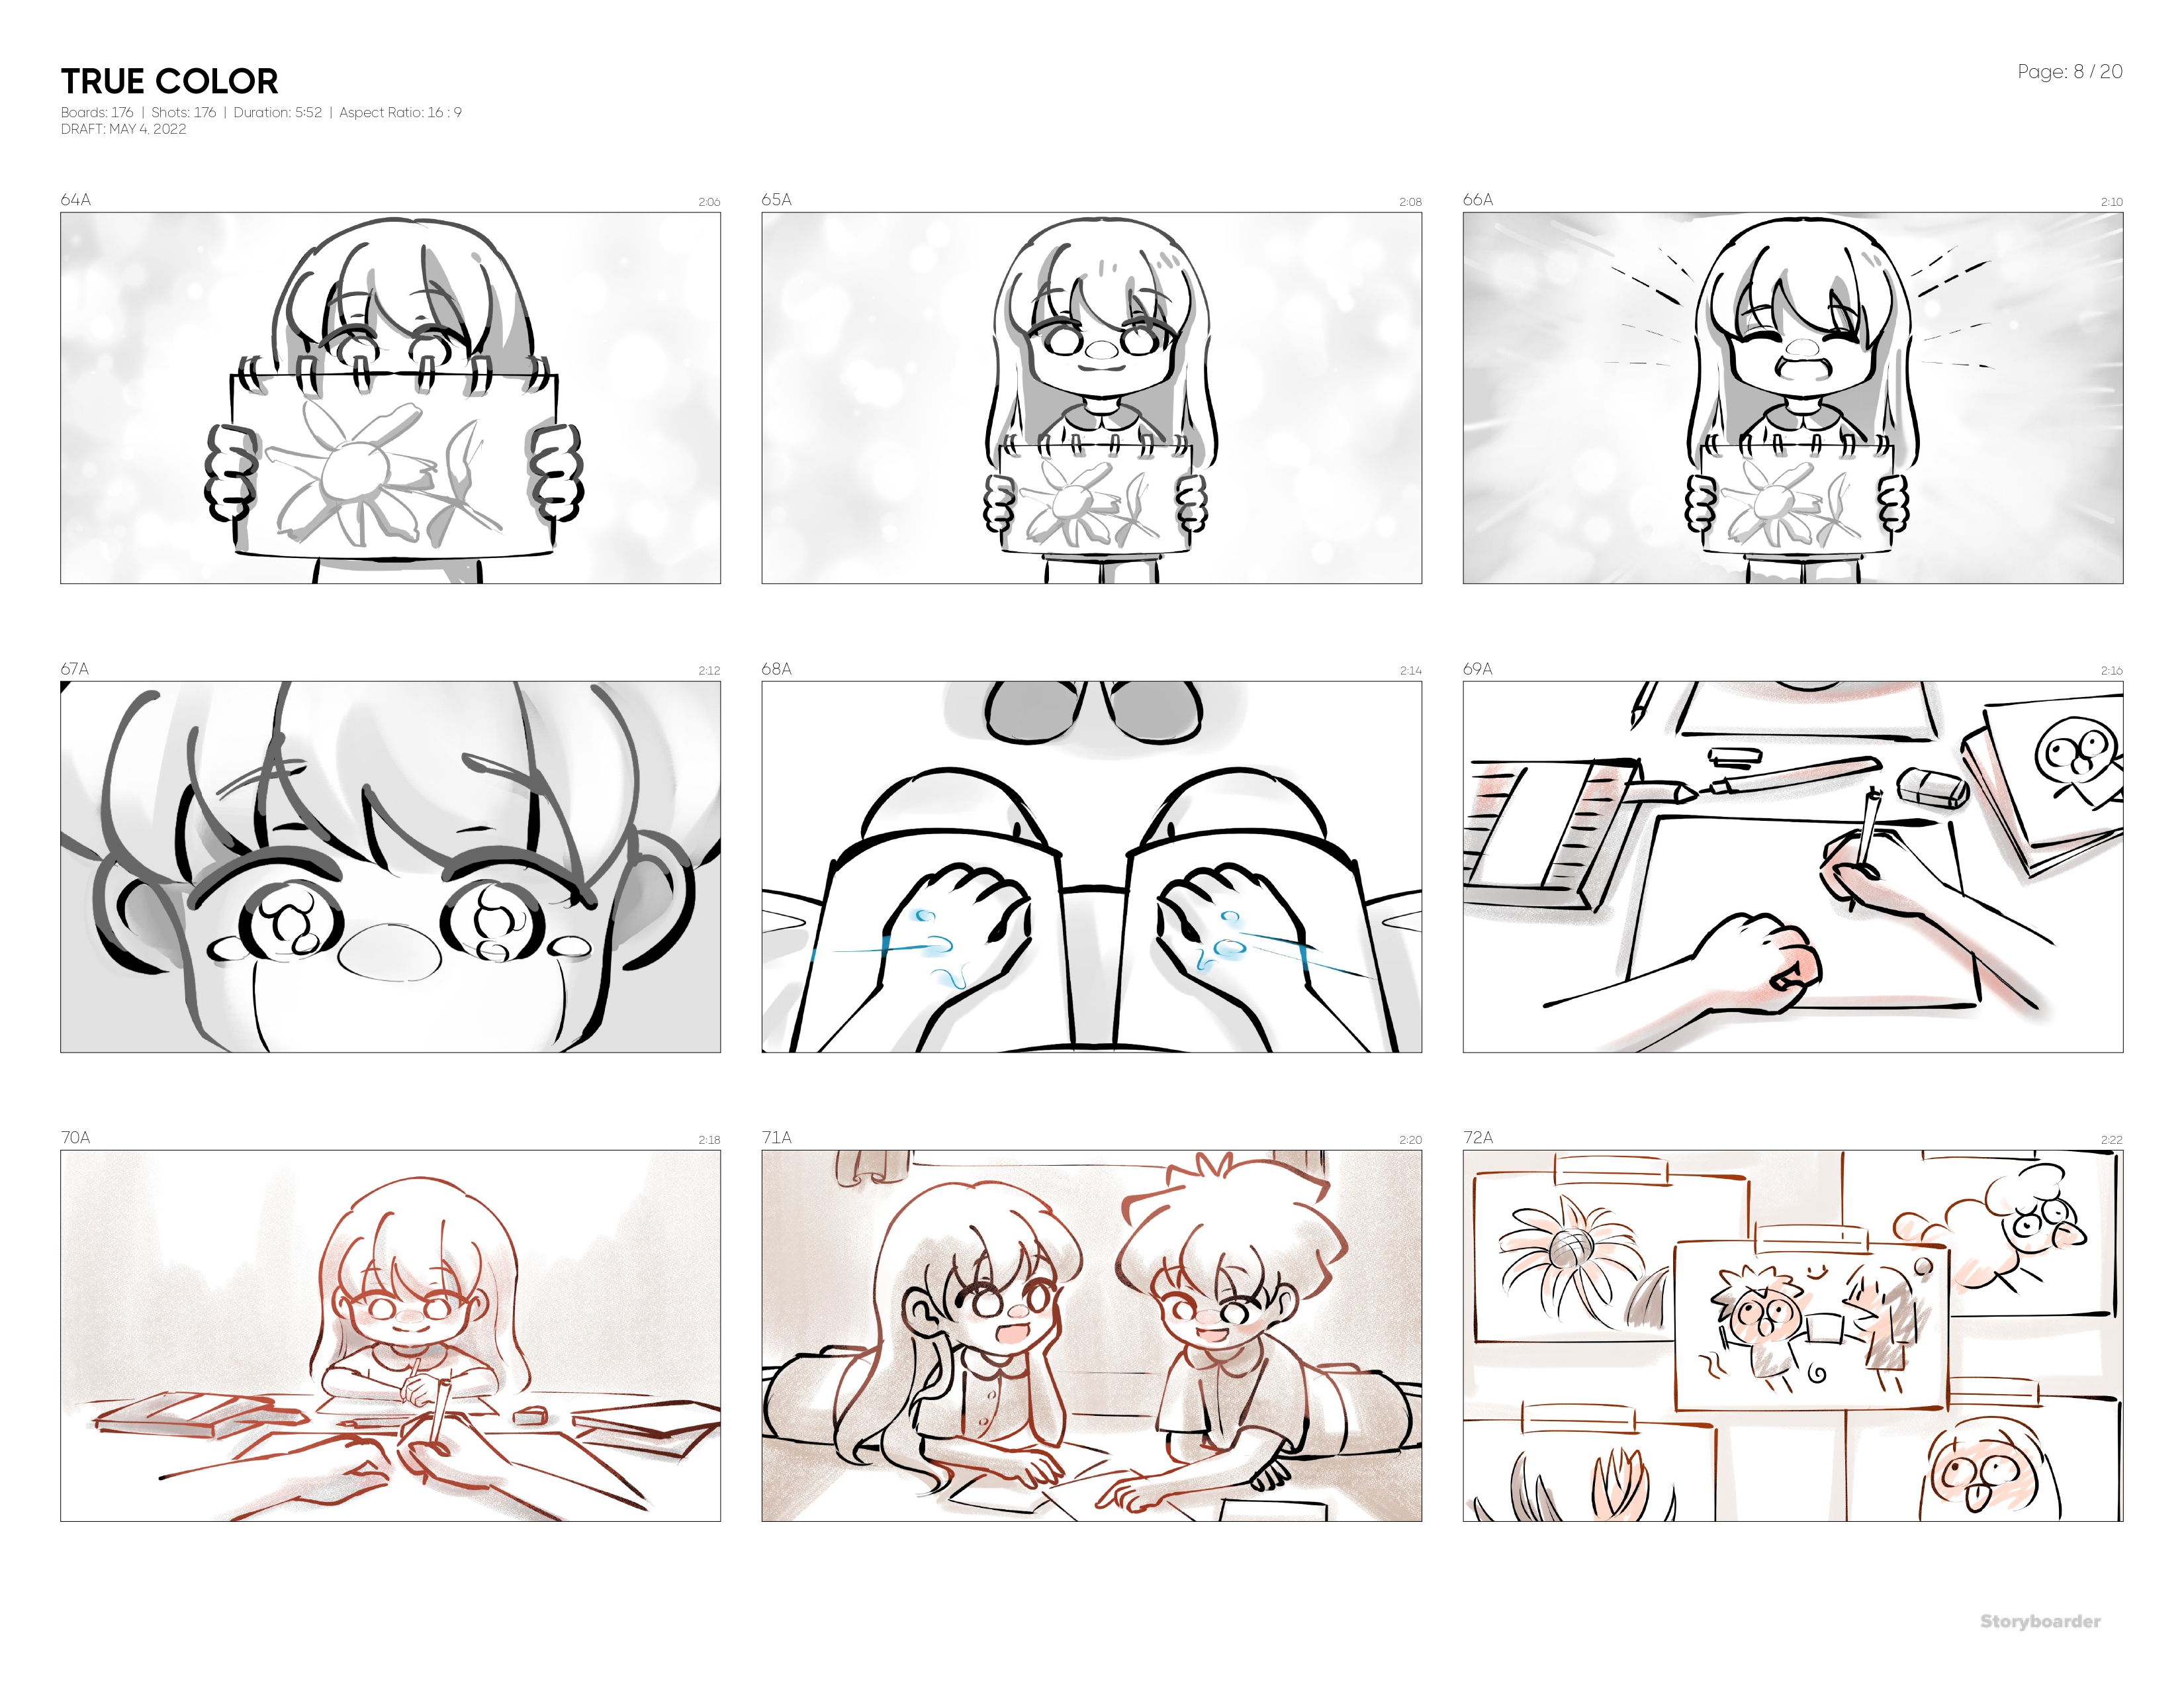 TRUE COLOR
Page: 8 / 20
Boards: 176 | Shots: 176 | Duration: 5:52 | Aspect Ratio: 16 : 9
DRAFT: MAY 4, 2022
64A 2:06
65A 2:08
66A 2:10
67A 2:12
68A 2:14
69A 2:16
70A 2:18
71A 2:20
72A 2:22
Storyboarder